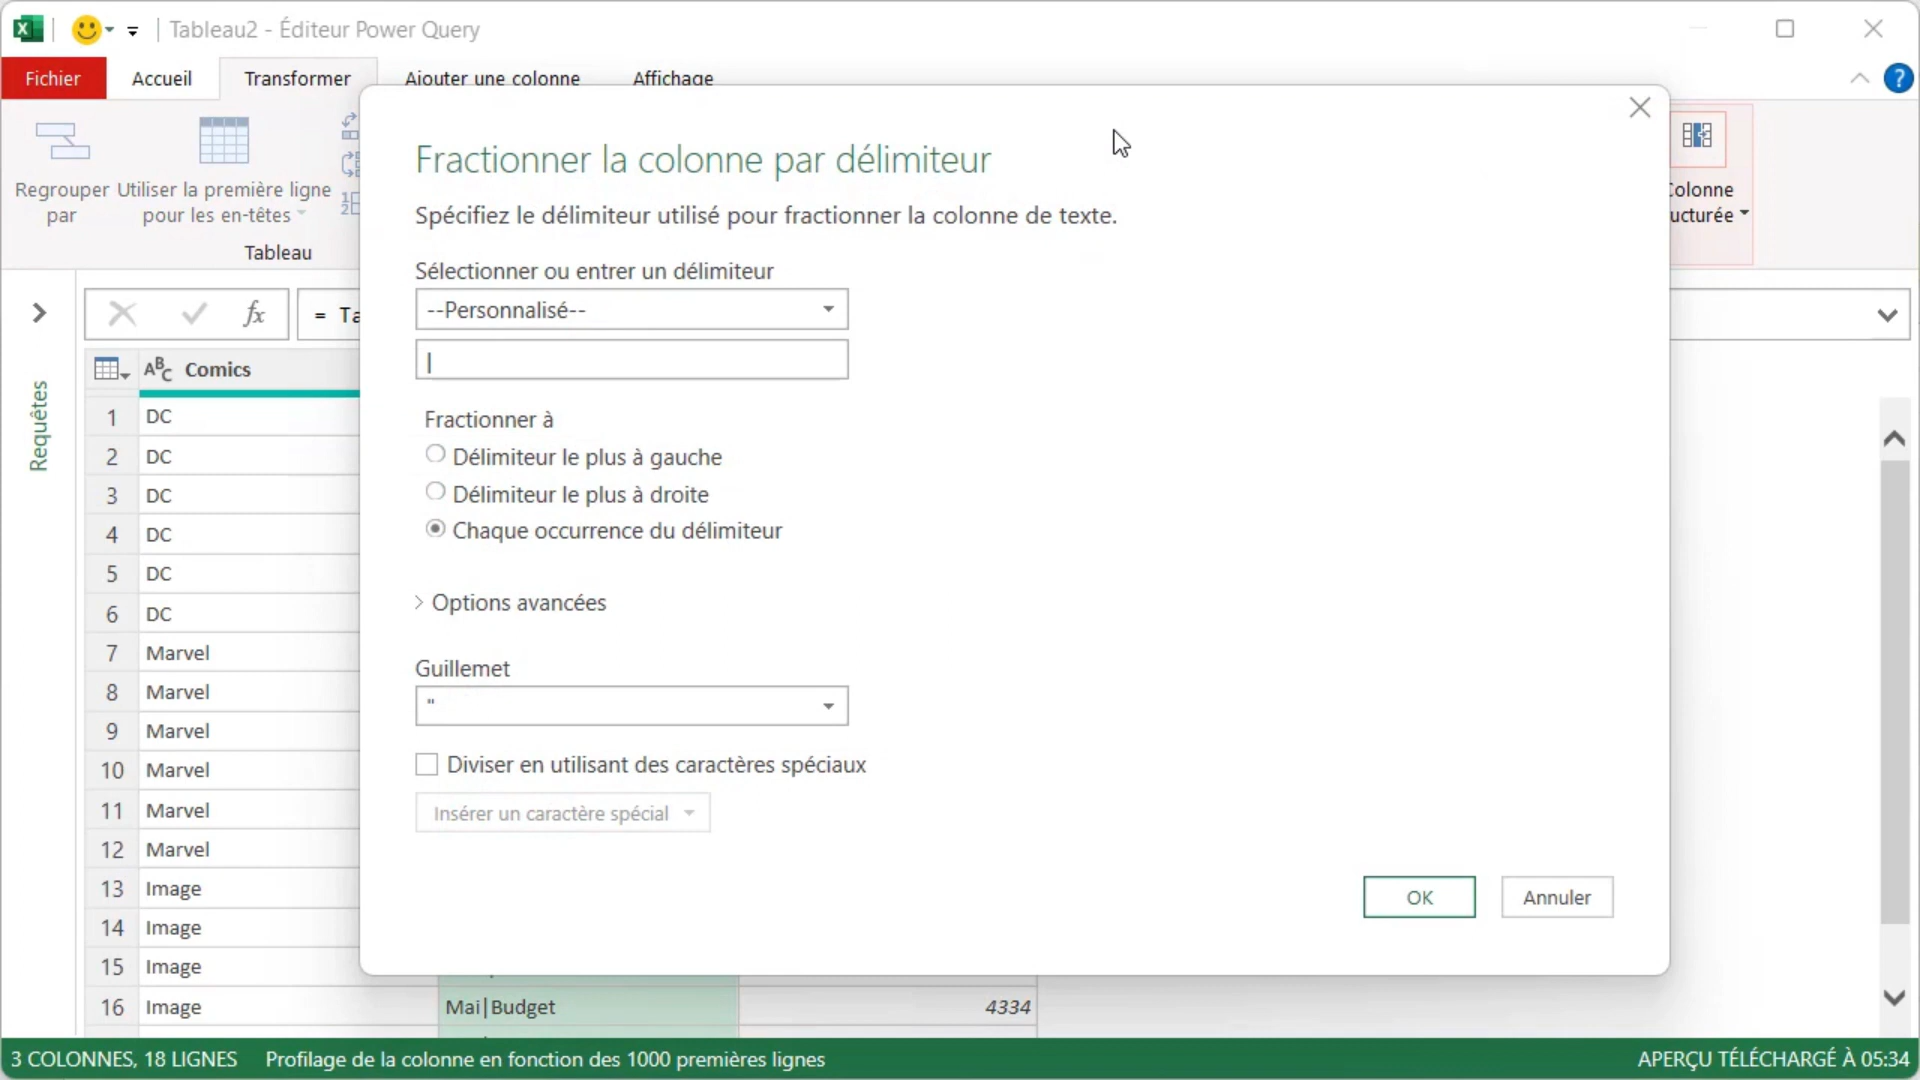 Tableau2 - Éditeur Power Query
Fichier
Accueil
Transformer
Ajouter une colonne
Affichage
?
Regrouper
par
Utiliser la première ligne
pour les en-têtes
Tableau
Colonne
ucturée
Fractionner la colonne par délimiteur
Spécifiez le délimiteur utilisé pour fractionner la colonne de texte.
Sélectionner ou entrer un délimiteur
--Personnalisé--
|
Fractionner à
Délimiteur le plus à gauche
Délimiteur le plus à droite
Chaque occurrence du délimiteur
Options avancées
Guillemet
"
Diviser en utilisant des caractères spéciaux
Insérer un caractère spécial
OK
Annuler
fx
= Ta
Requêtes
ABC Comics
1 DC
2 DC
3 DC
4 DC
5 DC
6 DC
7 Marvel
8 Marvel
9 Marvel
10 Marvel
11 Marvel
12 Marvel
13 Image
14 Image
15 Image
16 Image Mai|Budget 4334
3 COLONNES, 18 LIGNES
Profilage de la colonne en fonction des 1000 premières lignes
APERÇU TÉLÉCHARGÉ À 05:34